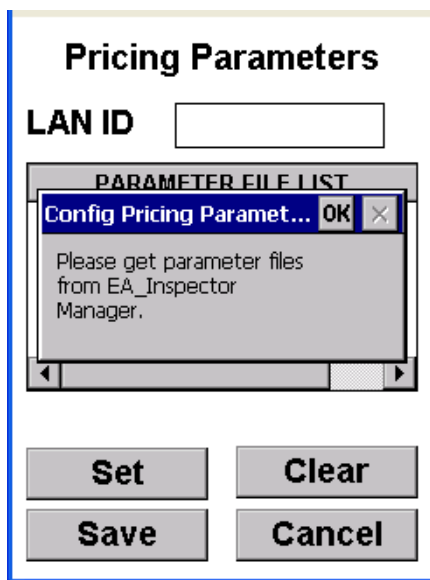 Pricing Parameters
LAN ID
PARAMETER FILE LIST
Config Pricing Paramet... OK
Please get parameter files
from EA_Inspector
Manager.
Set Clear
Save Cancel